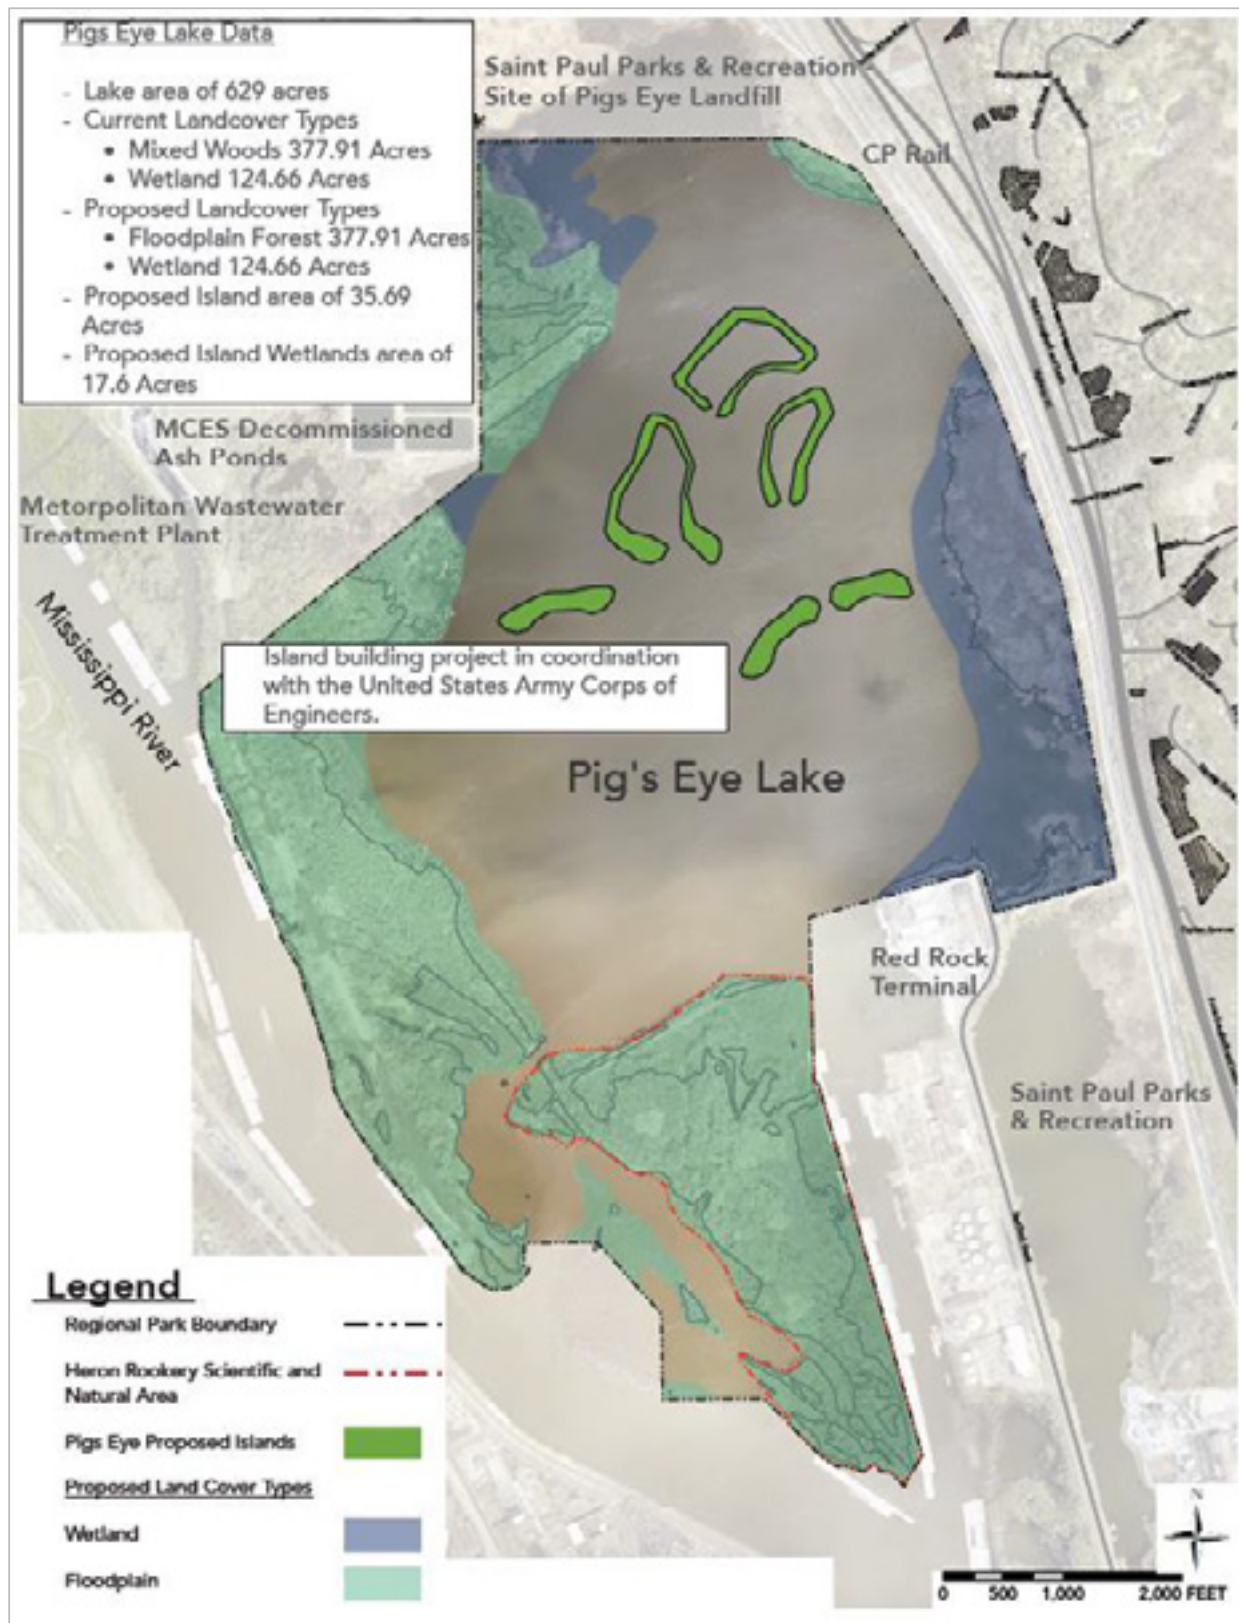 Pigs Eye Lake Data
- Lake area of 629 acres
- Current Landcover Types
• Mixed Woods 377.91 Acres
• Wetland 124.66 Acres
- Proposed Landcover Types
• Floodplain Forest 377.91 Acres
• Wetland 124.66 Acres
- Proposed Island area of 35.69
Acres
- Proposed Island Wetlands area of
17.6 Acres
Saint Paul Parks & Recreation -
Site of Pigs Eye Landfill
CP Rail
MCES Decommissioned
Ash Ponds
Metorpolitan Wastewater
Treatment Plant
Mississippi River
Island building project in coordination
with the United States Army Corps of
Engineers.
Pig's Eye Lake
Red Rock
Terminal
Saint Paul Parks
& Recreation
Legend
Regional Park Boundary
Heron Rookery Scientific and
Natural Area
Pigs Eye Proposed Islands
Proposed Land Cover Types
Wetland
Floodplain
N
0 500 1,000 2,000 FEET